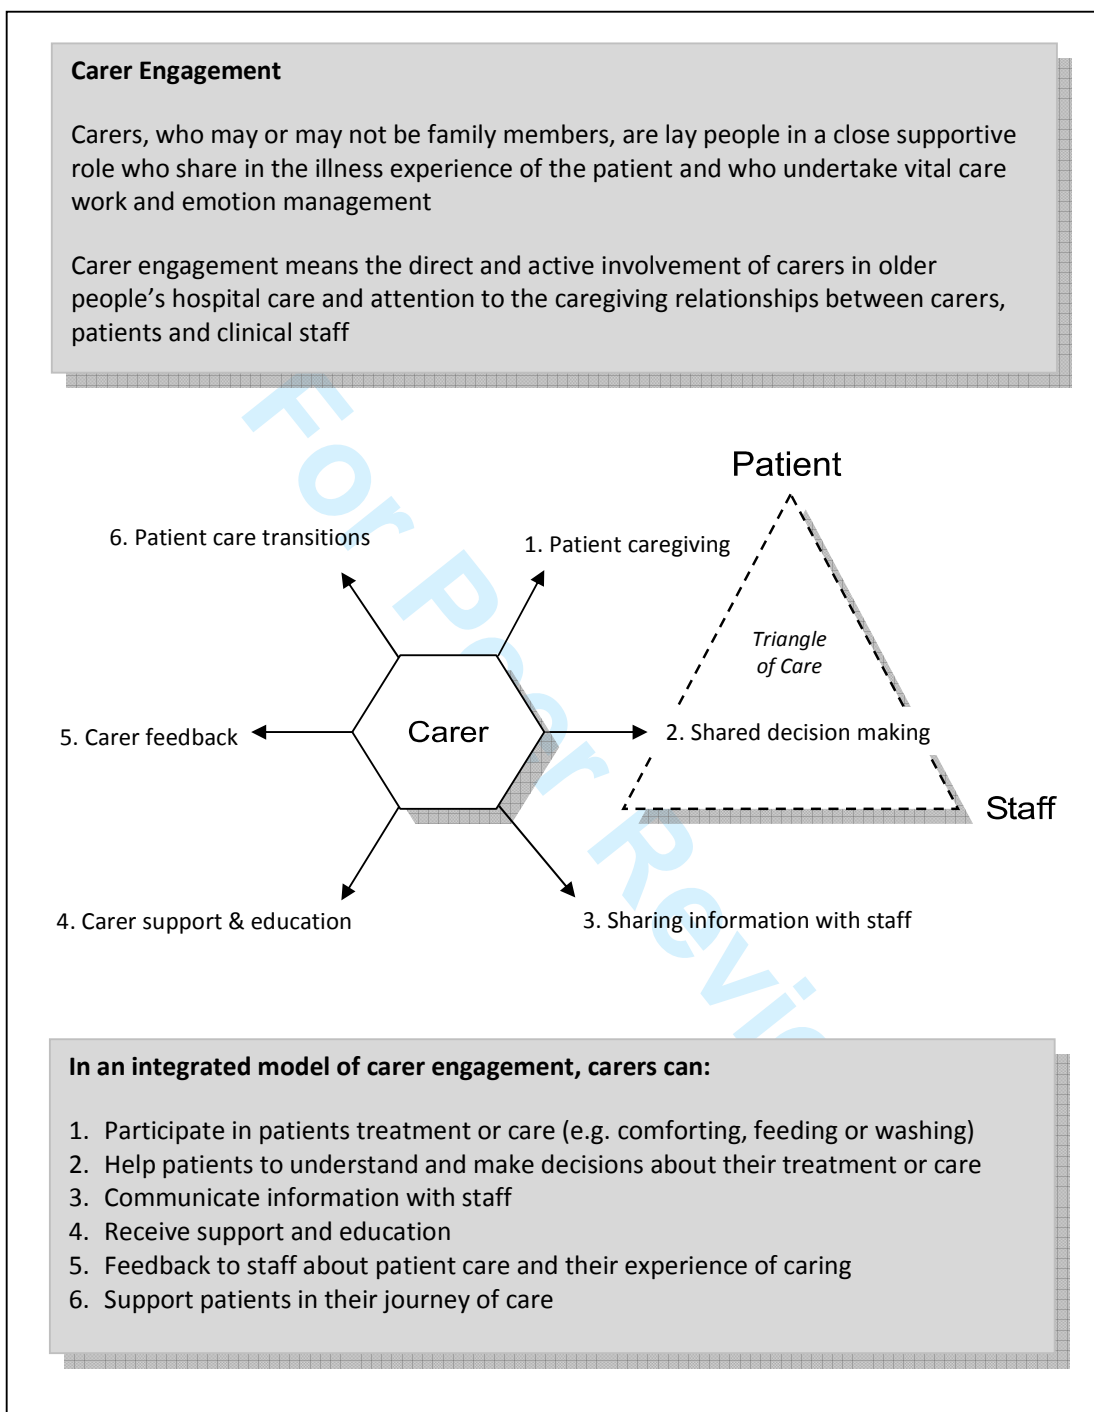 Carer Engagement
Carers, who may or may not be family members, are lay people in a close supportive
role who share in the illness experience of the patient and who undertake vital care
work and emotion management
Carer engagement means the direct and active involvement of carers in older
people's hospital care and attention to the caregiving relationships between carers,
patients and clinical staff
For Peer Revie
Patient
6. Patient care transitions
1. Patient caregiving
Triangle
of Care
5. Carer feedback
Carer
2. Shared decision making
Staff
4. Carer support & education
3. Sharing information with staff
In an integrated model of carer engagement, carers can:
1. Participate in patients treatment or care (e.g. comforting, feeding or washing)
2. Help patients to understand and make decisions about their treatment or care
3. Communicate information with staff
4. Receive support and education
5. Feedback to staff about patient care and their experience of caring
6. Support patients in their journey of care